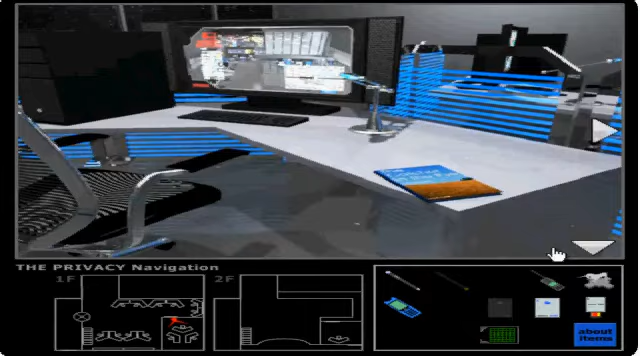 THE PRIVACY Navigation
1F
2F
about
items